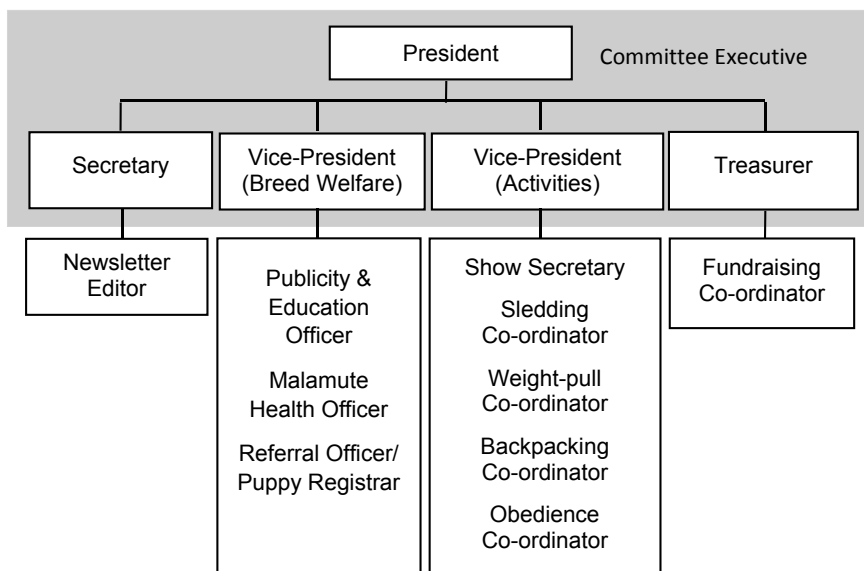 President
Committee Executive
Secretary
Vice-President
(Breed Welfare)
Vice-President
(Activities)
Treasurer
Newsletter
Editor
Publicity &
Education
Officer
Malamute
Health Officer
Referral Officer/
Puppy Registrar
Show Secretary
Sledding
Co-ordinator
Weight-pull
Co-ordinator
Backpacking
Co-ordinator
Obedience
Co-ordinator
Fundraising
Co-ordinator